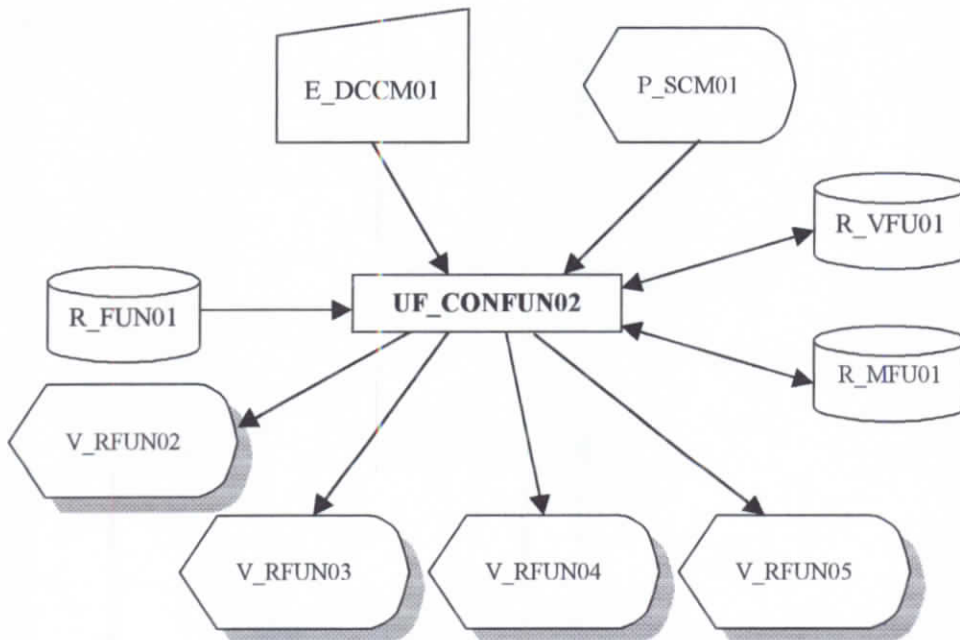 E_DCCM01
P_SCM01
R_VFU01
UF_CONFUN02
R_FUN01
R_MFU01
V_RFUN02
V_RFUN03
V_RFUN04
V_RFUN05